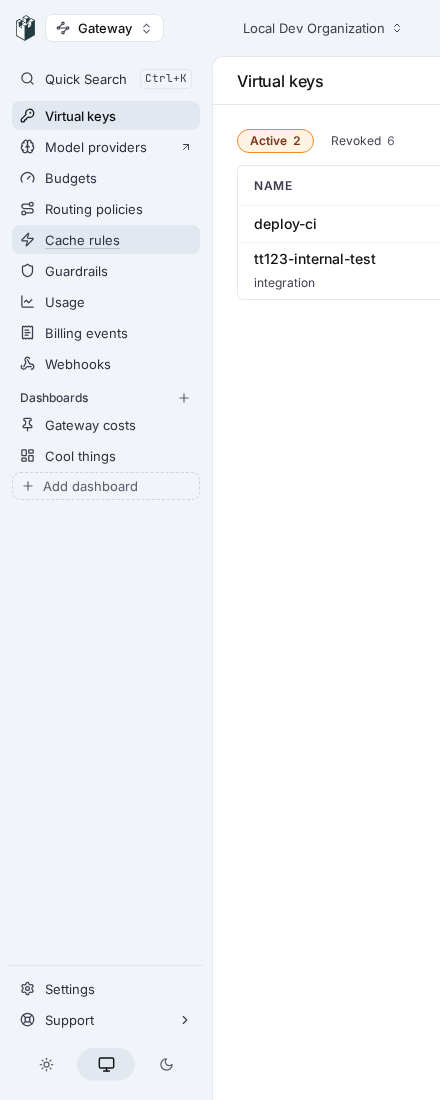 Gateway
Local Dev Organization
Quick Search Ctrl+K
Virtual keys
Model providers
Budgets
Routing policies
Cache rules
Guardrails
Usage
Billing events
Webhooks
Dashboards
Gateway costs
Cool things
Add dashboard
Settings
Support
Virtual keys
Active 2 Revoked 6
NAME
deploy-ci
tt123-internal-test
integration